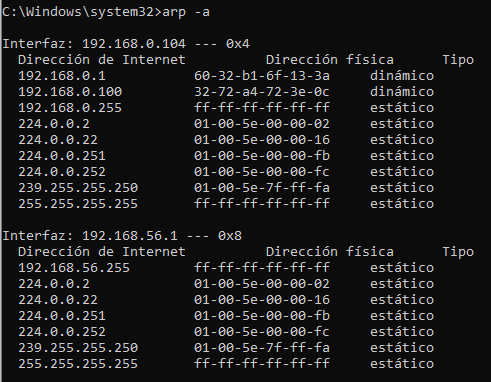 C:\Windows\system32>arp -a
Interfaz: 192.168.0.104 --- 0x4
Dirección de Internet          Dirección física      Tipo
192.168.0.1           60-32-b1-6f-13-3a     dinámico
192.168.0.100         32-72-a4-72-3e-0c     dinámico
192.168.0.255         ff-ff-ff-ff-ff-ff     estático
224.0.0.2             01-00-5e-00-00-02     estático
224.0.0.22            01-00-5e-00-00-16     estático
224.0.0.251           01-00-5e-00-00-fb     estático
224.0.0.252           01-00-5e-00-00-fc     estático
239.255.255.250       01-00-5e-7f-ff-fa     estático
255.255.255.255       ff-ff-ff-ff-ff-ff     estático
Interfaz: 192.168.56.1 --- 0x8
Dirección de Internet          Dirección física      Tipo
192.168.56.255        ff-ff-ff-ff-ff-ff     estático
224.0.0.2             01-00-5e-00-00-02     estático
224.0.0.22            01-00-5e-00-00-16     estático
224.0.0.251           01-00-5e-00-00-fb     estático
224.0.0.252           01-00-5e-00-00-fc     estático
239.255.255.250       01-00-5e-7f-ff-fa     estático
255.255.255.255       ff-ff-ff-ff-ff-ff     estático